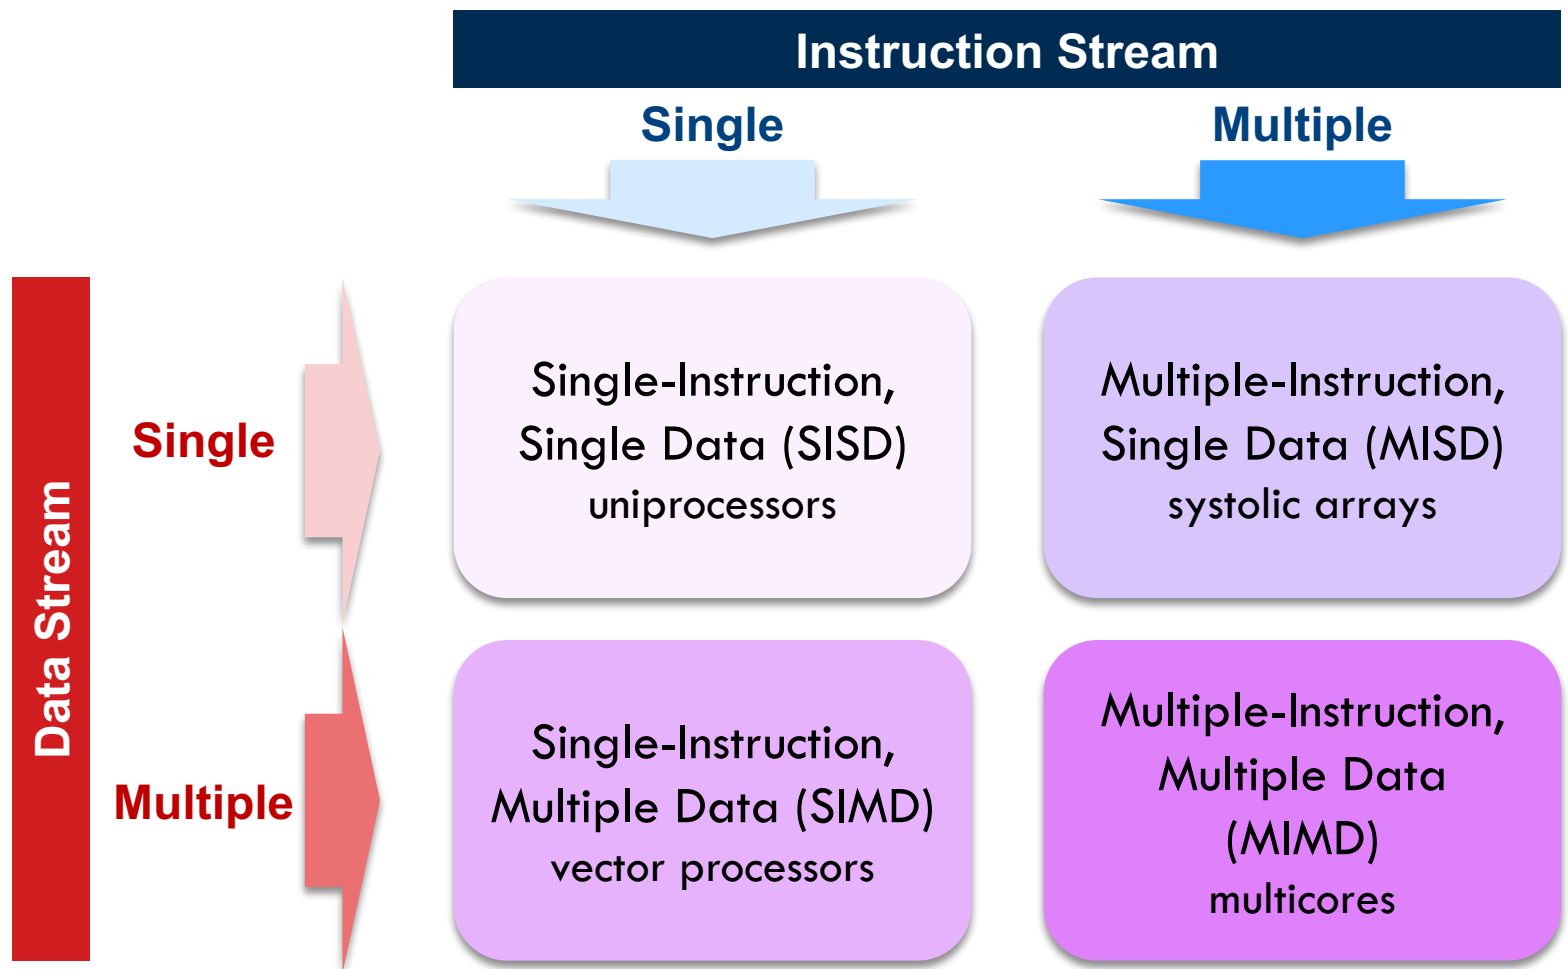 Instruction Stream
Single
Multiple
Data Stream
Single
Single-Instruction,
Single Data (SISD)
uniprocessors
Multiple-Instruction,
Single Data (MISD)
systolic arrays
Multiple
Single-Instruction,
Multiple Data (SIMD)
vector processors
Multiple-Instruction,
Multiple Data
(MIMD)
multicores